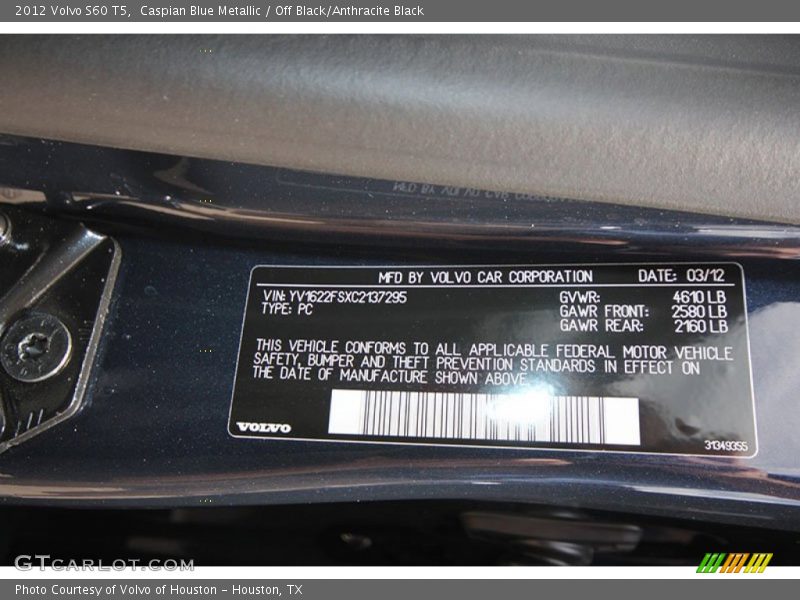 2012 Volvo S60 T5, Caspian Blue Metallic / Off Black/Anthracite Black
MFD BY VOLVO CAR CORPORATION DATE: 03/12
VIN: YV1622FSXC2137295 GVWR: 4610 LB
TYPE: PC GAWR FRONT: 2580 LB
GAWR REAR: 2160 LB
THIS VEHICLE CONFORMS TO ALL APPLICABLE FEDERAL MOTOR VEHICLE
SAFETY, BUMPER AND THEFT PREVENTION STANDARDS IN EFFECT ON
THE DATE OF MANUFACTURE SHOWN ABOVE.
VOLVO
31349355
GTCARLOT.COM
Photo Courtesy of Volvo of Houston - Houston, TX